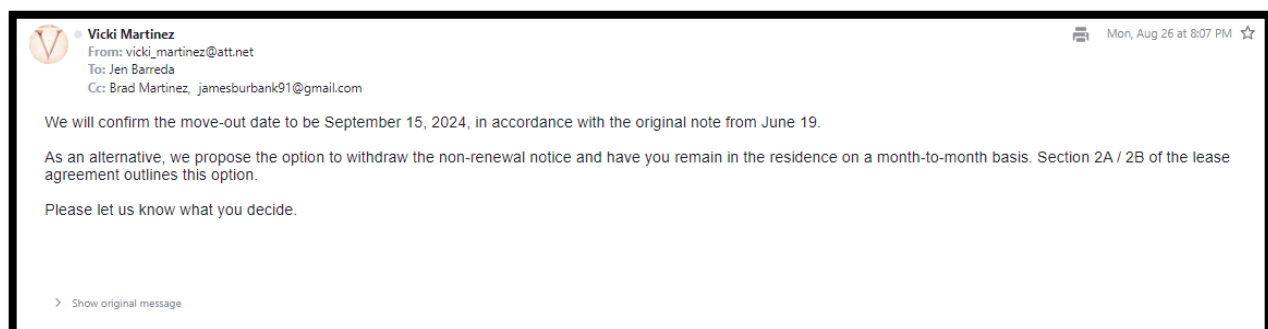 V
Vicki Martinez
Mon, Aug 26 at 8:07 PM
From: vicki_martinez@att.net
To: Jen Barreda
Cc: Brad Martinez, jamesburbank91@gmail.com
We will confirm the move-out date to be September 15, 2024, in accordance with the original note from June 19.
As an alternative, we propose the option to withdraw the non-renewal notice and have you remain in the residence on a month-to-month basis. Section 2A / 2B of the lease
agreement outlines this option.
Please let us know what you decide.
Show original message